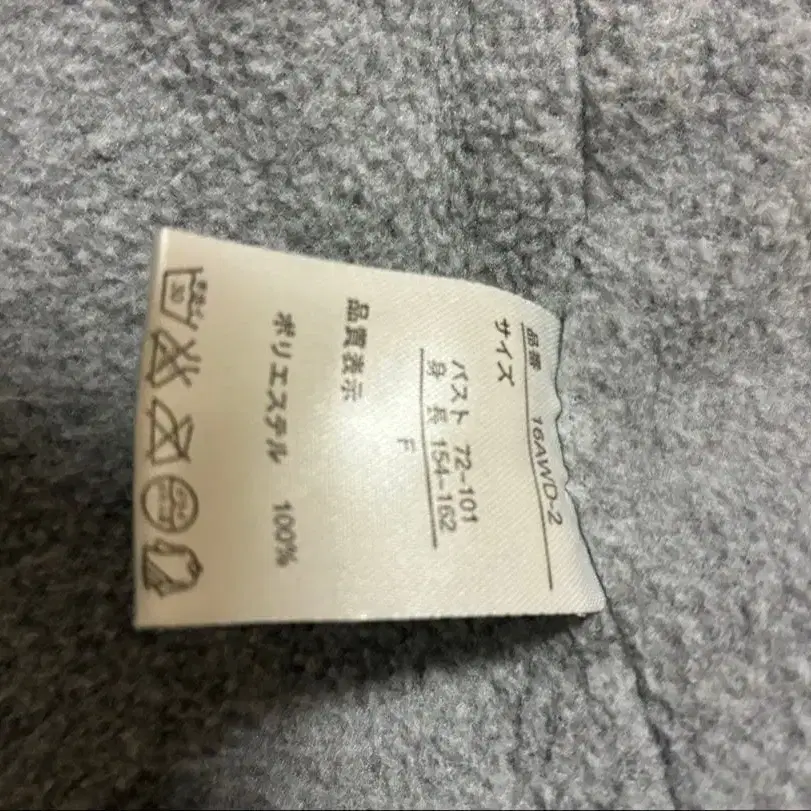 品番 16AWD-2
サイズ
バスト 72-101
身長 154-162
F
品質表示
ポリエステル 100%
30